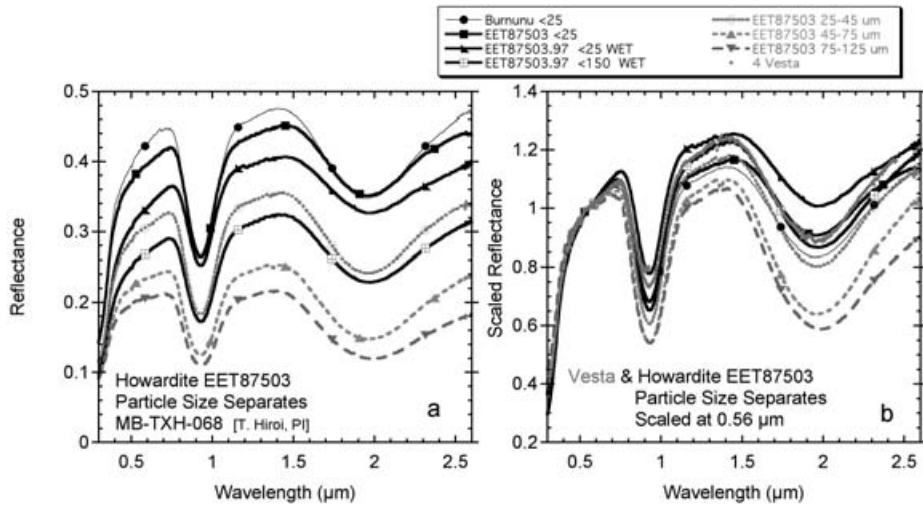 Burnunu <25
EET87503 <25
EET87503.97 <25 WET
EET87503.97 <150 WET
EET87503 25-45 um
EET87503 45-75 um
EET87503 75-125 um
4 Vesta
0.5
0.4
0.3
0.2
0.1
0
Reflectance
Howardite EET87503
Particle Size Separates
MB-TXH-068 [T. Hiroi, PI]
a
0.5 1 1.5 2 2.5
Wavelength (µm)
1.4
1.2
1
0.8
0.6
1.4
0.2
Scaled Reflectance
Vesta & Howardite EET87503
Particle Size Separates
Scaled at 0.56 µm
b
0.5 1 1.5 2 2.5
Wavelength (µm)